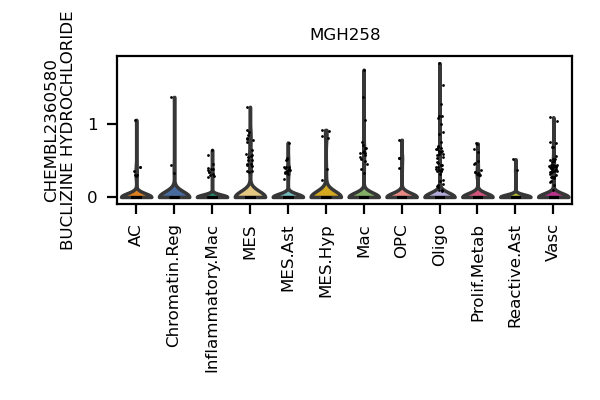 MGH258
CHEMBL2360580
BUCLIZINE HYDROCHLORIDE
1
0
AC
Chromatin.Reg
Inflammatory.Mac
MES
MES.Ast
MES.Hyp
Mac
OPC
Oligo
Prolif.Metab
Reactive.Ast
Vasc